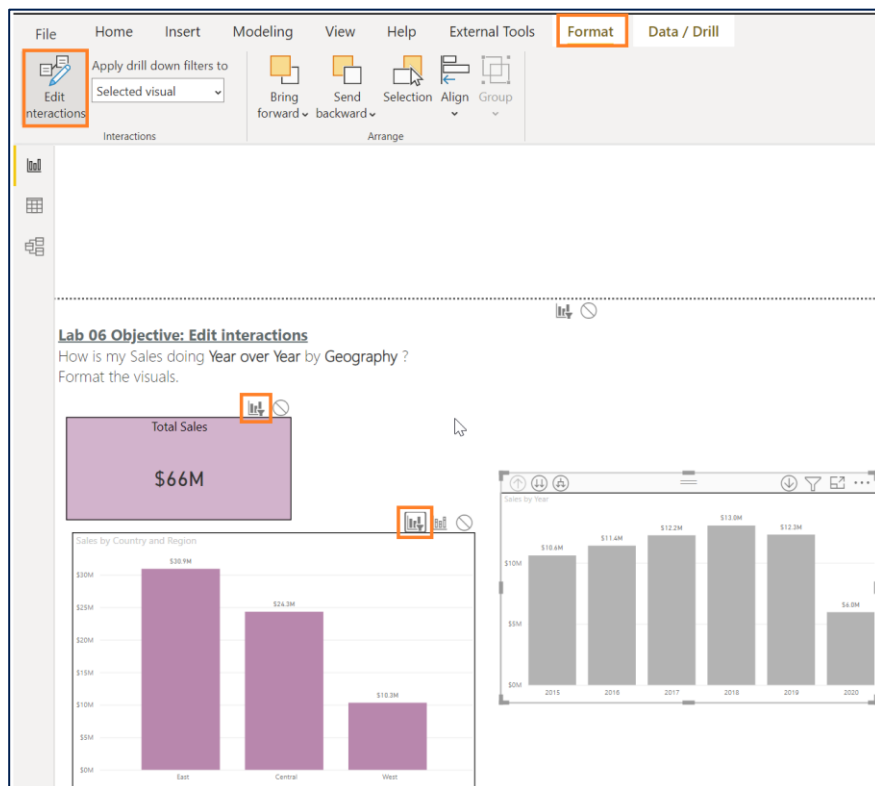 File Home Insert Modeling View Help External Tools Format Data / Drill
Edit
interactions
Apply drill down filters to
Selected visual
Bring
forward
Send
backward
Selection
Align
Group
Interactions
Arrange
Lab 06 Objective: Edit interactions
How is my Sales doing Year over Year by Geography ?
Format the visuals.
Total Sales
$66M
Sales by Country and Region
$30M
$25M
$20M
$15M
$10M
$5M
$0M
$30.9M
$24.3M
$10.3M
East Central West
Sales by Year
$10M
$5M
$0M
$10.6M
$11.4M
$12.2M
$13.0M
$12.3M
$6.0M
2015 2016 2017 2018 2019 2020